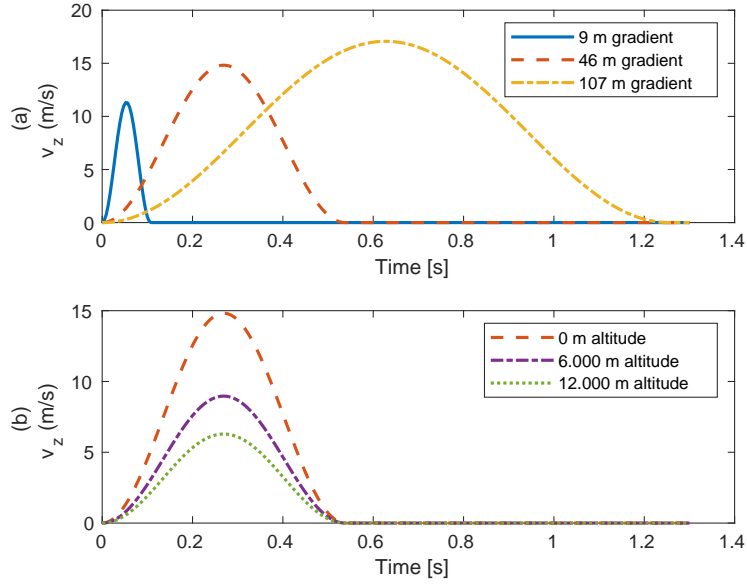 20
15
10
5
0
(a)
v_z (m/s)
9 m gradient
46 m gradient
107 m gradient
0 0.2 0.4 0.6 0.8 1 1.2 1.4
Time [s]
15
10
5
0
(b)
v_z (m/s)
0 m altitude
6.000 m altitude
12.000 m altitude
0 0.2 0.4 0.6 0.8 1 1.2 1.4
Time [s]